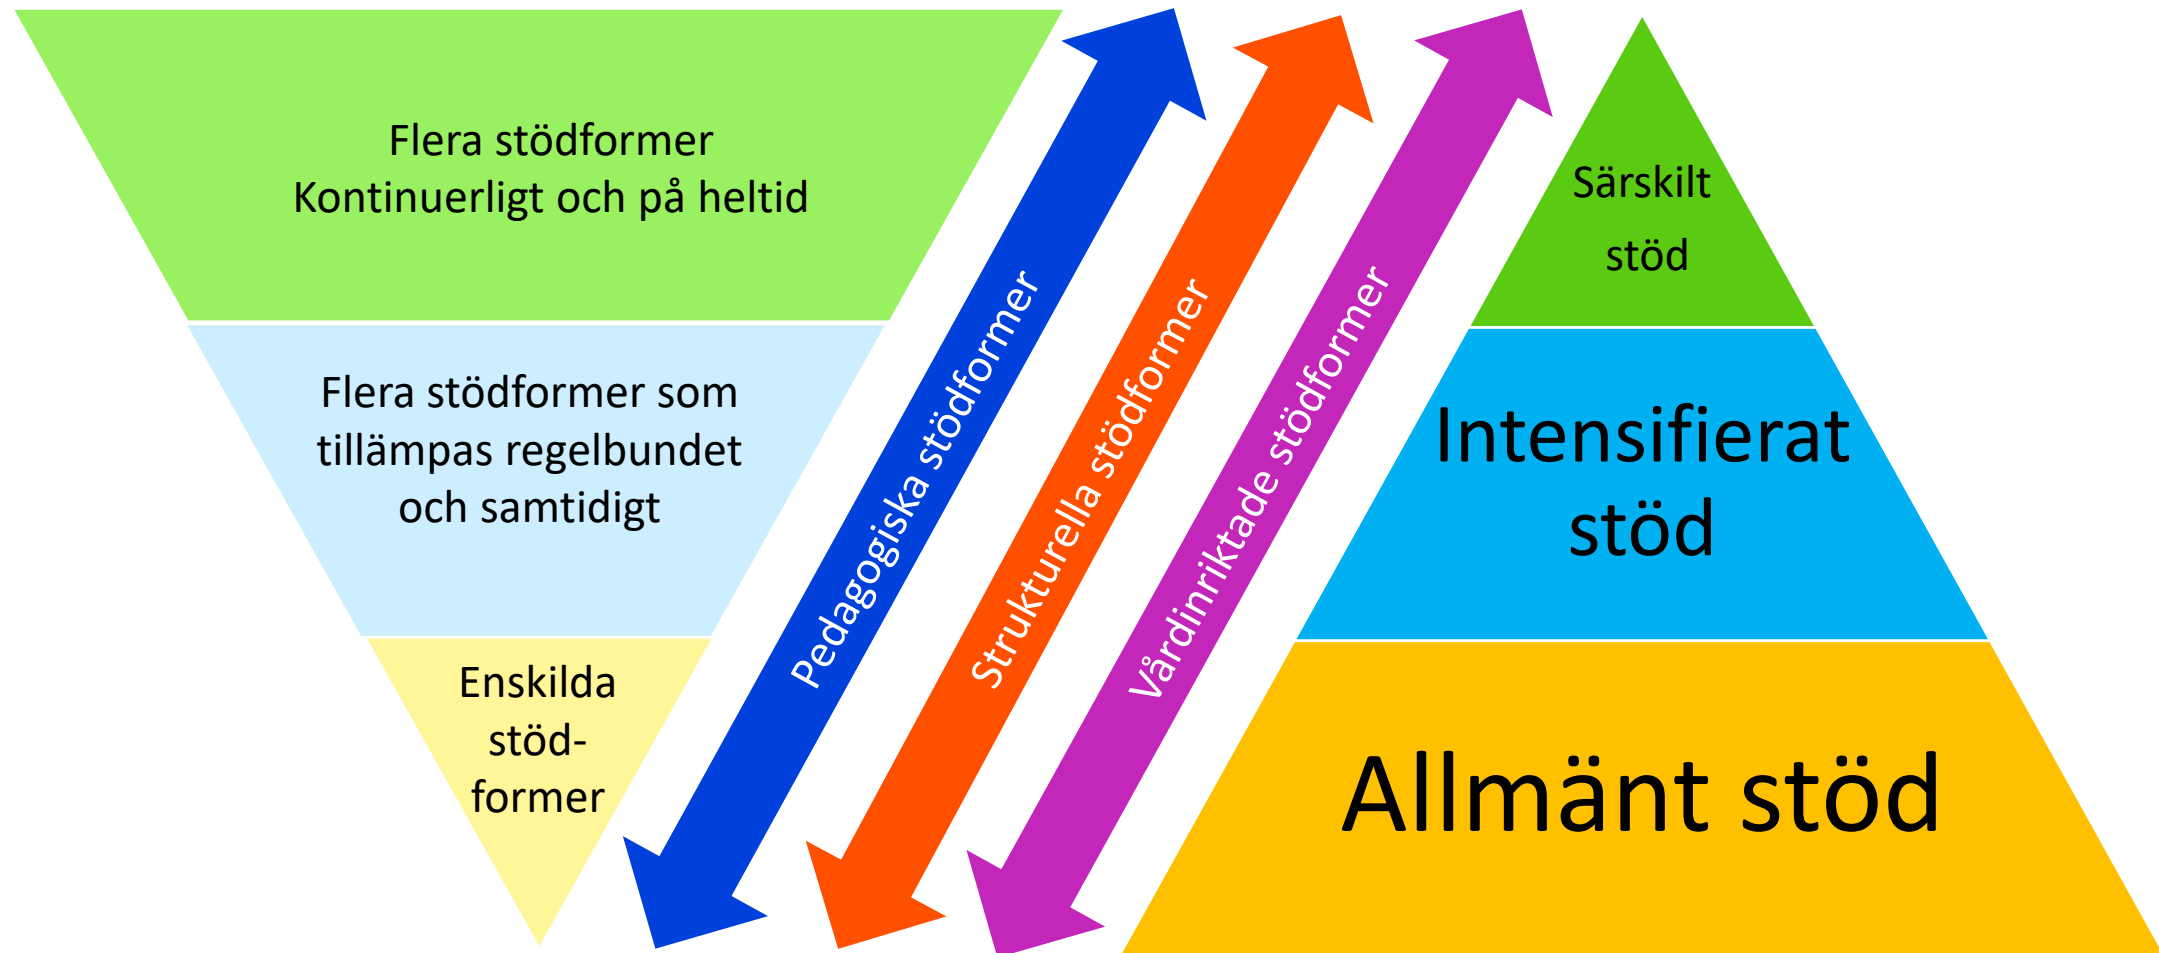 Flera stödformer
Kontinuerligt och på heltid
Flera stödformer som
tillämpas regelbundet
och samtidigt
Enskilda
stöd-
former
Pedagogiska stödformer
Strukturella stödformer
Vårdinriktade stödformer
Särskilt
stöd
Intensifierat
stöd
Allmänt stöd